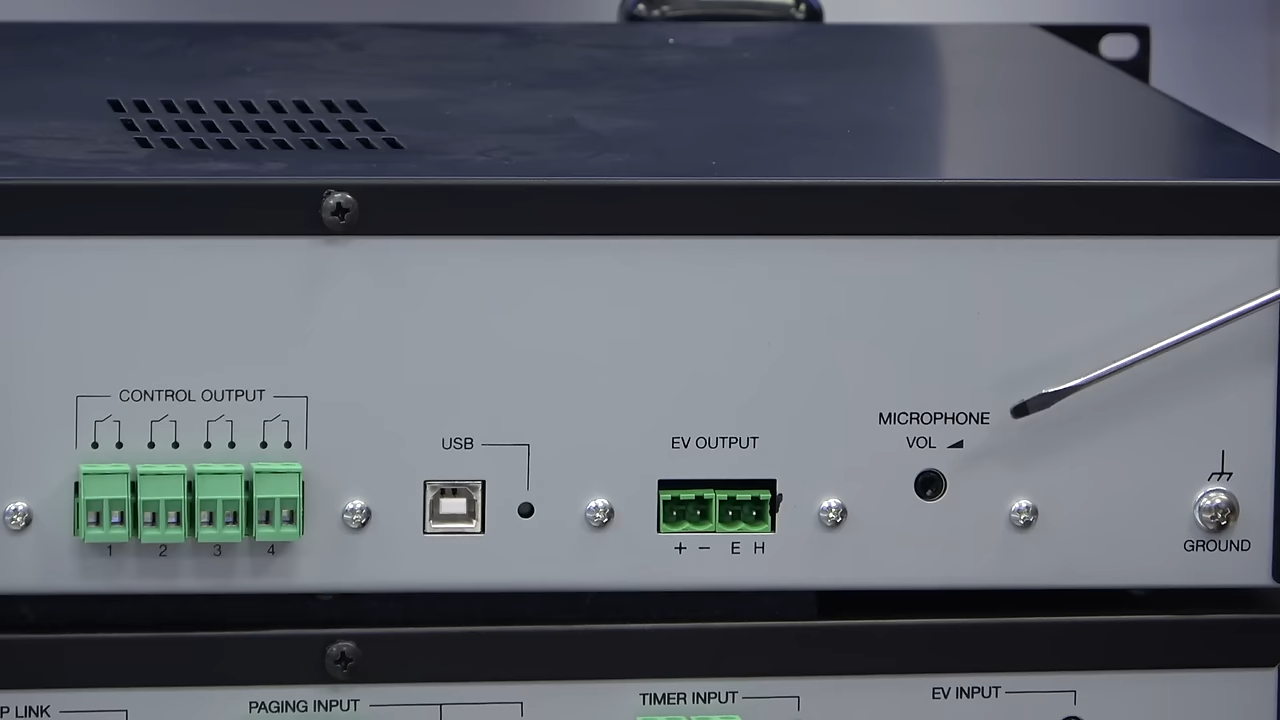 CONTROL OUTPUT
1 2 3 4
USB
EV OUTPUT
+ − E H
MICROPHONE
VOL
GROUND
P LINK
PAGING INPUT
TIMER INPUT
EV INPUT